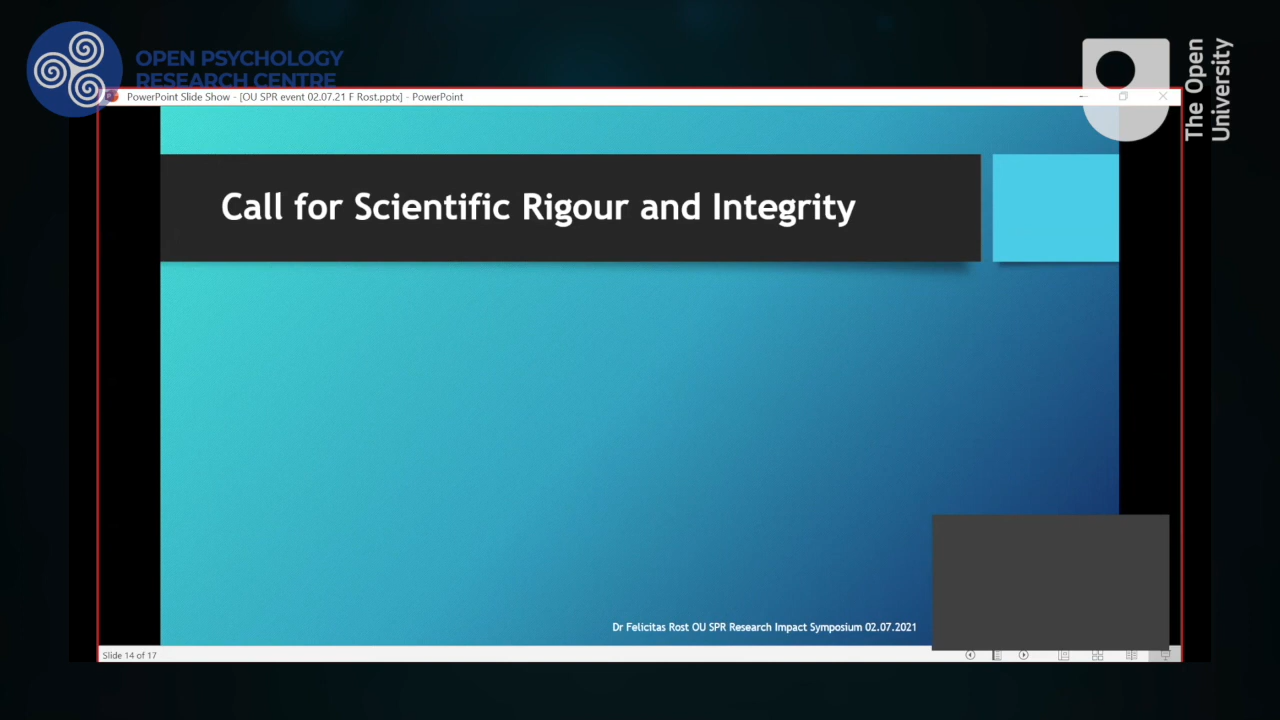 OPEN PSYCHOLOGY
RESEARCH CENTRE
The Open
University
PowerPoint Slide Show - [OU SPR event 02.07.21 F Rost.pptx] - PowerPoint
Call for Scientific Rigour and Integrity
Dr Felicitas Rost OU SPR Research Impact Symposium 02.07.2021
Slide 14 of 17